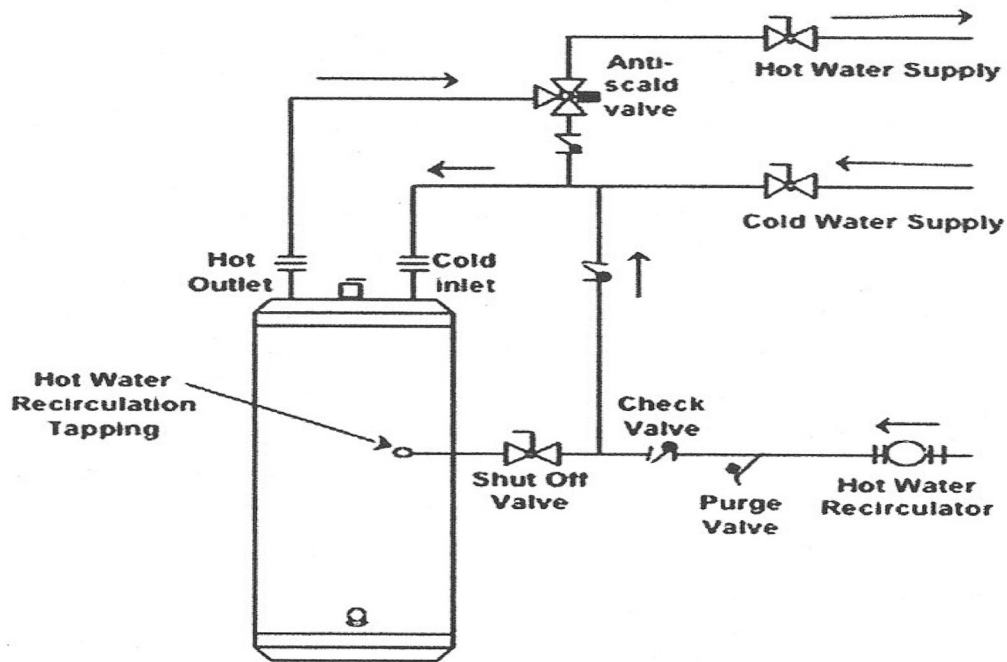 Anti-
scald
valve
Hot Water Supply
Cold Water Supply
Hot
Outlet
Cold
inlet
Hot Water
Recirculation
Tapping
Check
Valve
Shut Off
Valve
Purge
Valve
Hot Water
Recirculator